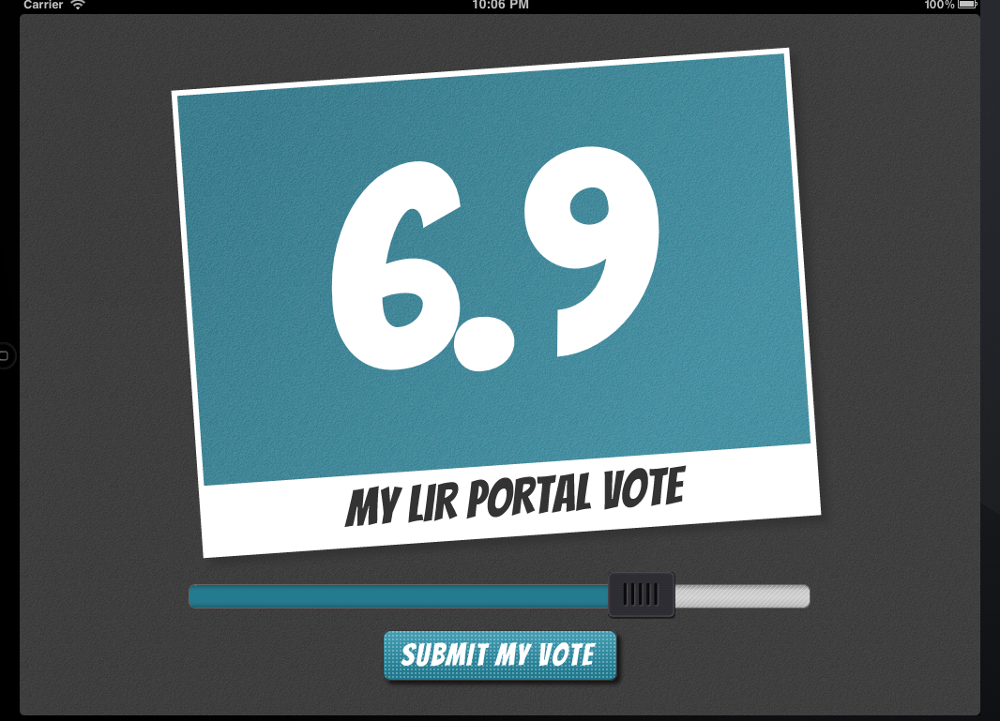 Carrier 10:06 PM 100%
6.9
MY LIR PORTAL VOTE
SUBMIT MY VOTE